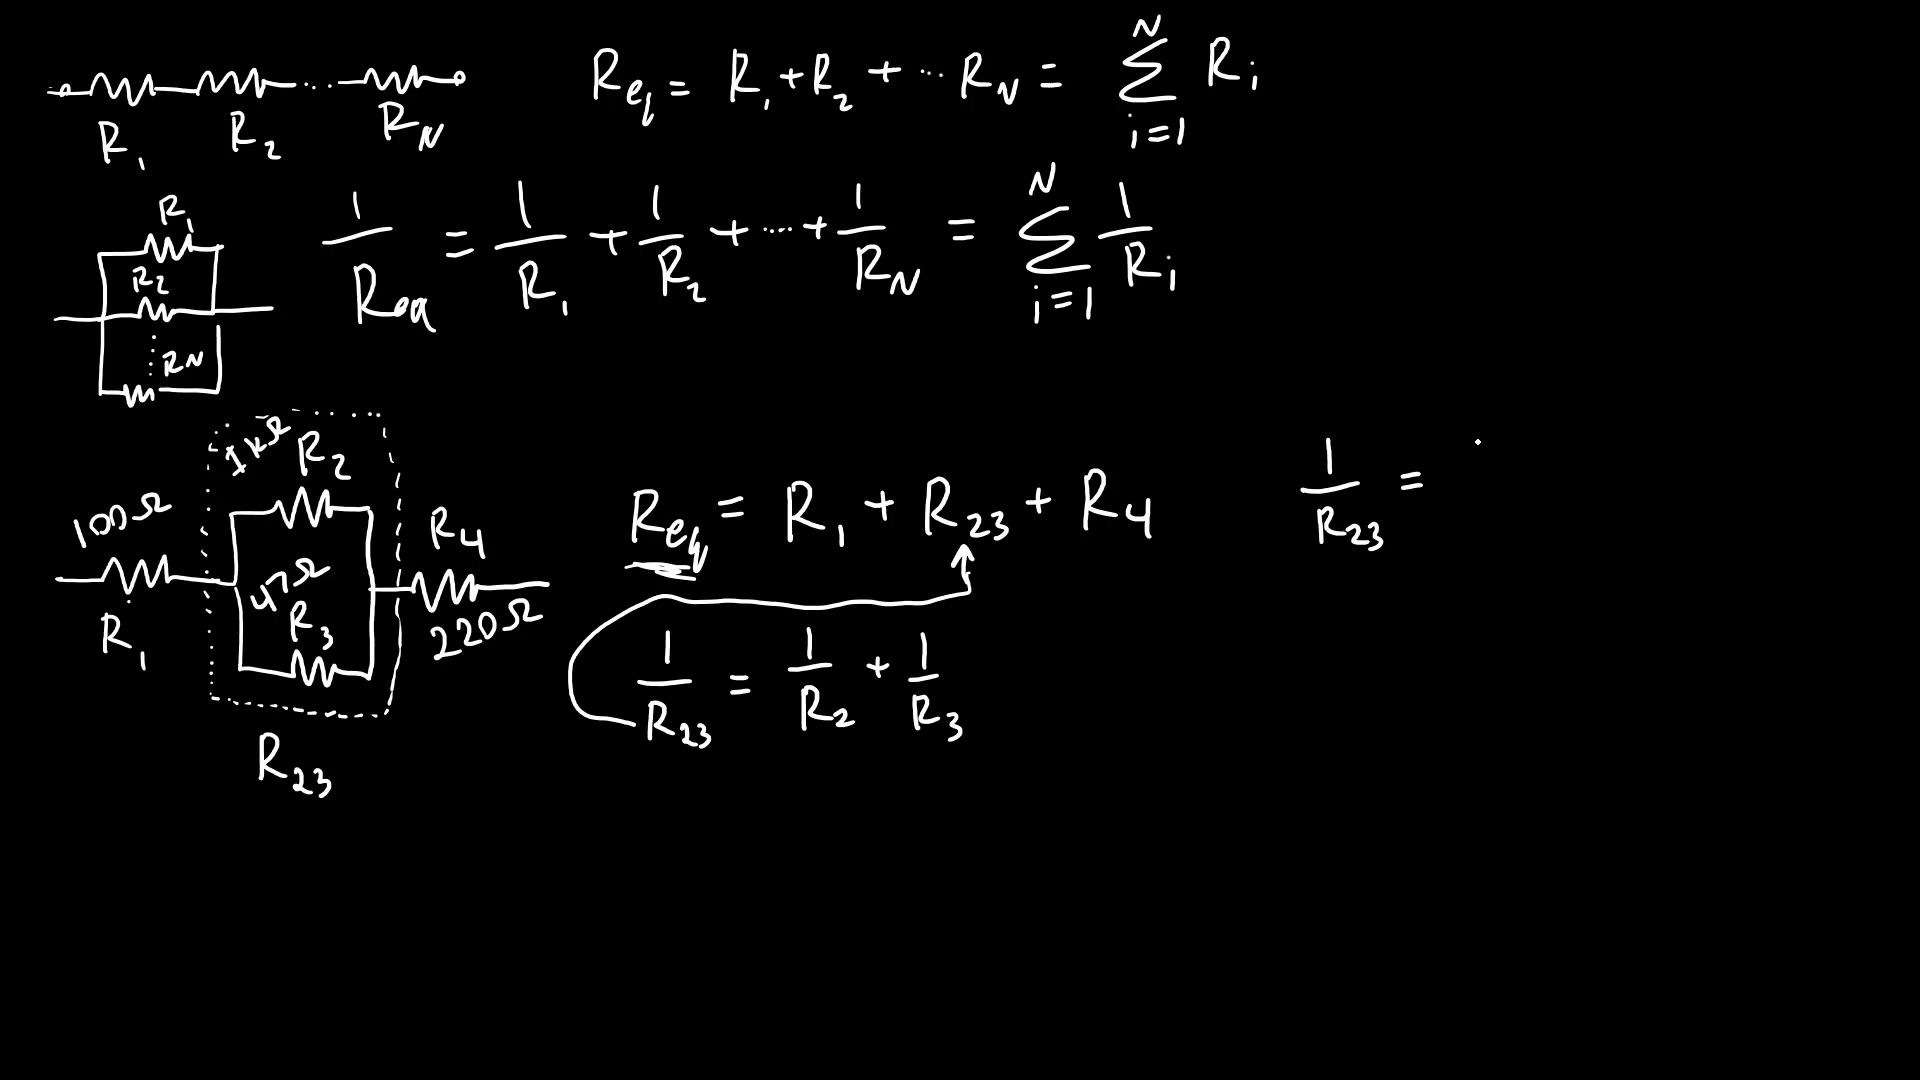 R₁ R₂ ... R_N
R_eq = R₁ + R₂ + ... R_N = ∑_{i=1}^{N} R_i
R₁
R₂
R_N
1/R_eq = 1/R₁ + 1/R₂ + ... + 1/R_N = ∑_{i=1}^{N} 1/R_i
1kΩ R₂
100Ω R₁
47Ω R₃
R₄ 220Ω
R₂₃
R_eq = R₁ + R₂₃ + R₄
1/R₂₃ = 1/R₂ + 1/R₃
1/R₂₃ =